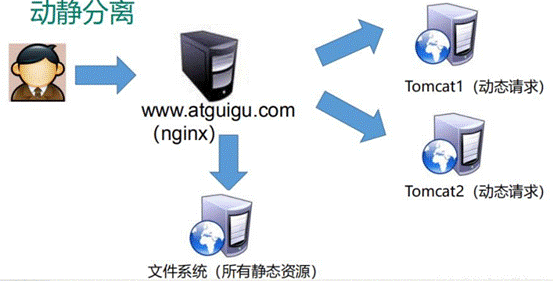 动静分离
www.atguigu.com
(nginx)
Tomcat1（动态请求）
Tomcat2（动态请求）
文件系统（所有静态资源）